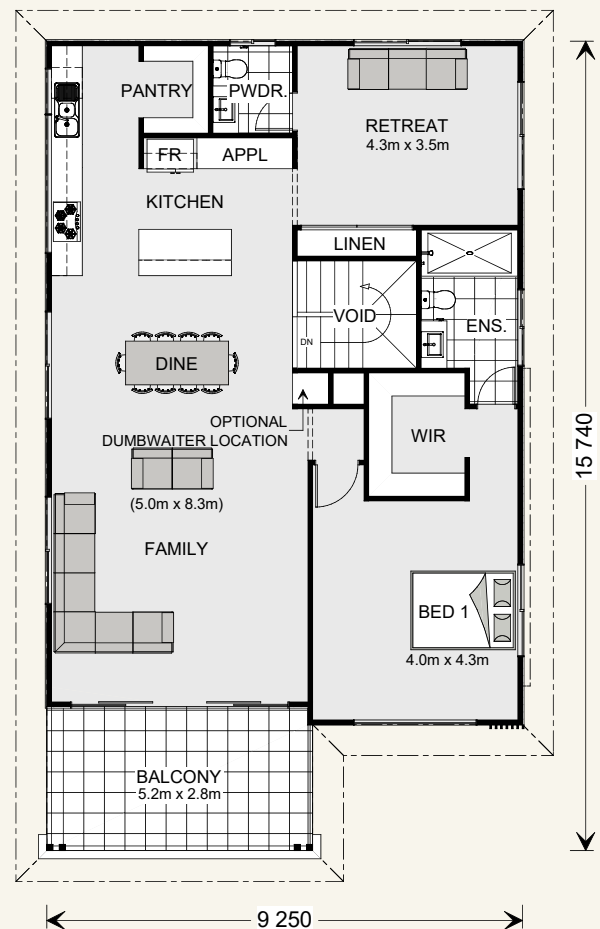 PANTRY
PWDR.
RETREAT
4.3m x 3.5m
FR
APPL
KITCHEN
LINEN
VOID
DN
ENS.
DINE
OPTIONAL
DUMBWAITER LOCATION
WIR
(5.0m x 8.3m)
FAMILY
BED 1
4.0m x 4.3m
BALCONY
5.2m x 2.8m
15 740
9 250